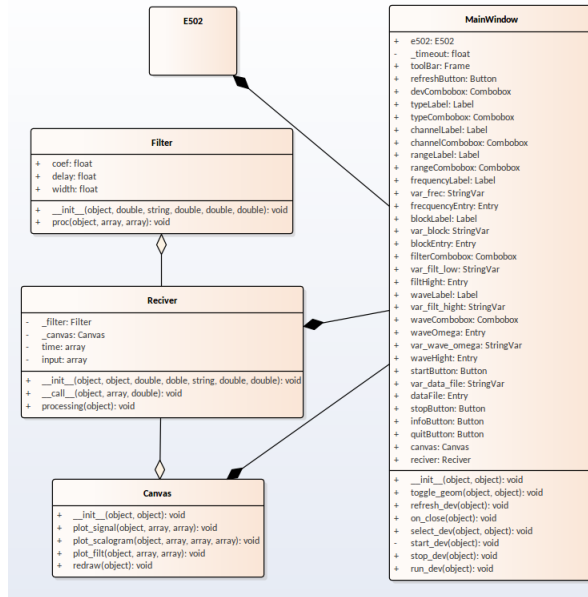 E502
Filter
+ coef: float
+ delay: float
+ width: float
+ __init__(object, double, string, double, double, double): void
+ proc(object, array, array): void
Reciver
- _filter: Filter
- _canvas: Canvas
- time: array
- input: array
+ __init__(object, object, double, doble, string, double, double): void
+ __call__(object, array, double): void
+ processing(object): void
Canvas
+ __init__(object, object): void
+ plot_signal(object, array, array): void
+ plot_scalogram(object, array, array, array): void
+ plot_filt(object, array, array): void
+ redraw(object): void
MainWindow
+ e502: E502
- _timeout: float
+ toolBar: Frame
+ refreshButton: Button
+ devCombobox: Combobox
+ typeLabel: Label
+ typeCombobox: Combobox
+ channelLabel: Label
+ channelCombobox: Combobox
+ rangeLabel: Label
+ rangeCombobox: Combobox
+ frequencyLabel: Label
+ var_frec: StringVar
+ frecquencyEntry: Entry
+ blockLabel: Label
+ var_block: StringVar
+ blockEntry: Entry
+ filterCombobox: Combobox
+ var_filt_low: StringVar
+ filtHight: Entry
+ waveLabel: Label
+ var_filt_hight: StringVar
+ waveCombobox: Combobox
+ waveOmega: Entry
+ var_wave_omega: StringVar
+ waveHight: Entry
+ startButton: Button
+ var_data_file: StringVar
+ dataFile: Entry
+ stopButton: Button
+ infoButton: Button
+ quitButton: Button
+ canvas: Canvas
+ reciver: Reciver
+ __init__(object, object): void
+ toggle_geom(object, object): void
+ refresh_dev(object): void
+ on_close(object): void
+ select_dev(object, object): void
- start_dev(object): void
+ stop_dev(object): void
+ run_dev(object): void